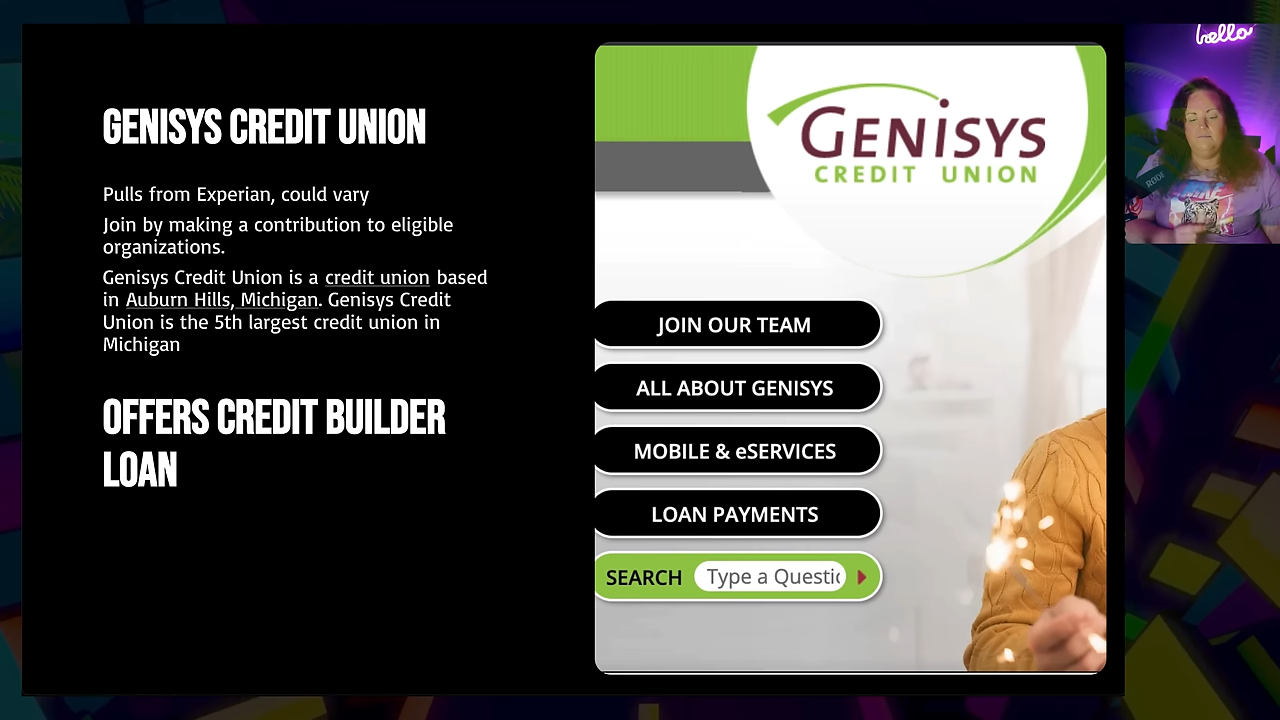 GENISYS CREDIT UNION
Pulls from Experian, could vary
Join by making a contribution to eligible
organizations.
Genisys Credit Union is a credit union based
in Auburn Hills, Michigan. Genisys Credit
Union is the 5th largest credit union in
Michigan
OFFERS CREDIT BUILDER
LOAN
GENiSYS
CREDIT UNION
JOIN OUR TEAM
ALL ABOUT GENISYS
MOBILE & eSERVICES
LOAN PAYMENTS
SEARCH Type a Questic
hello
RODE